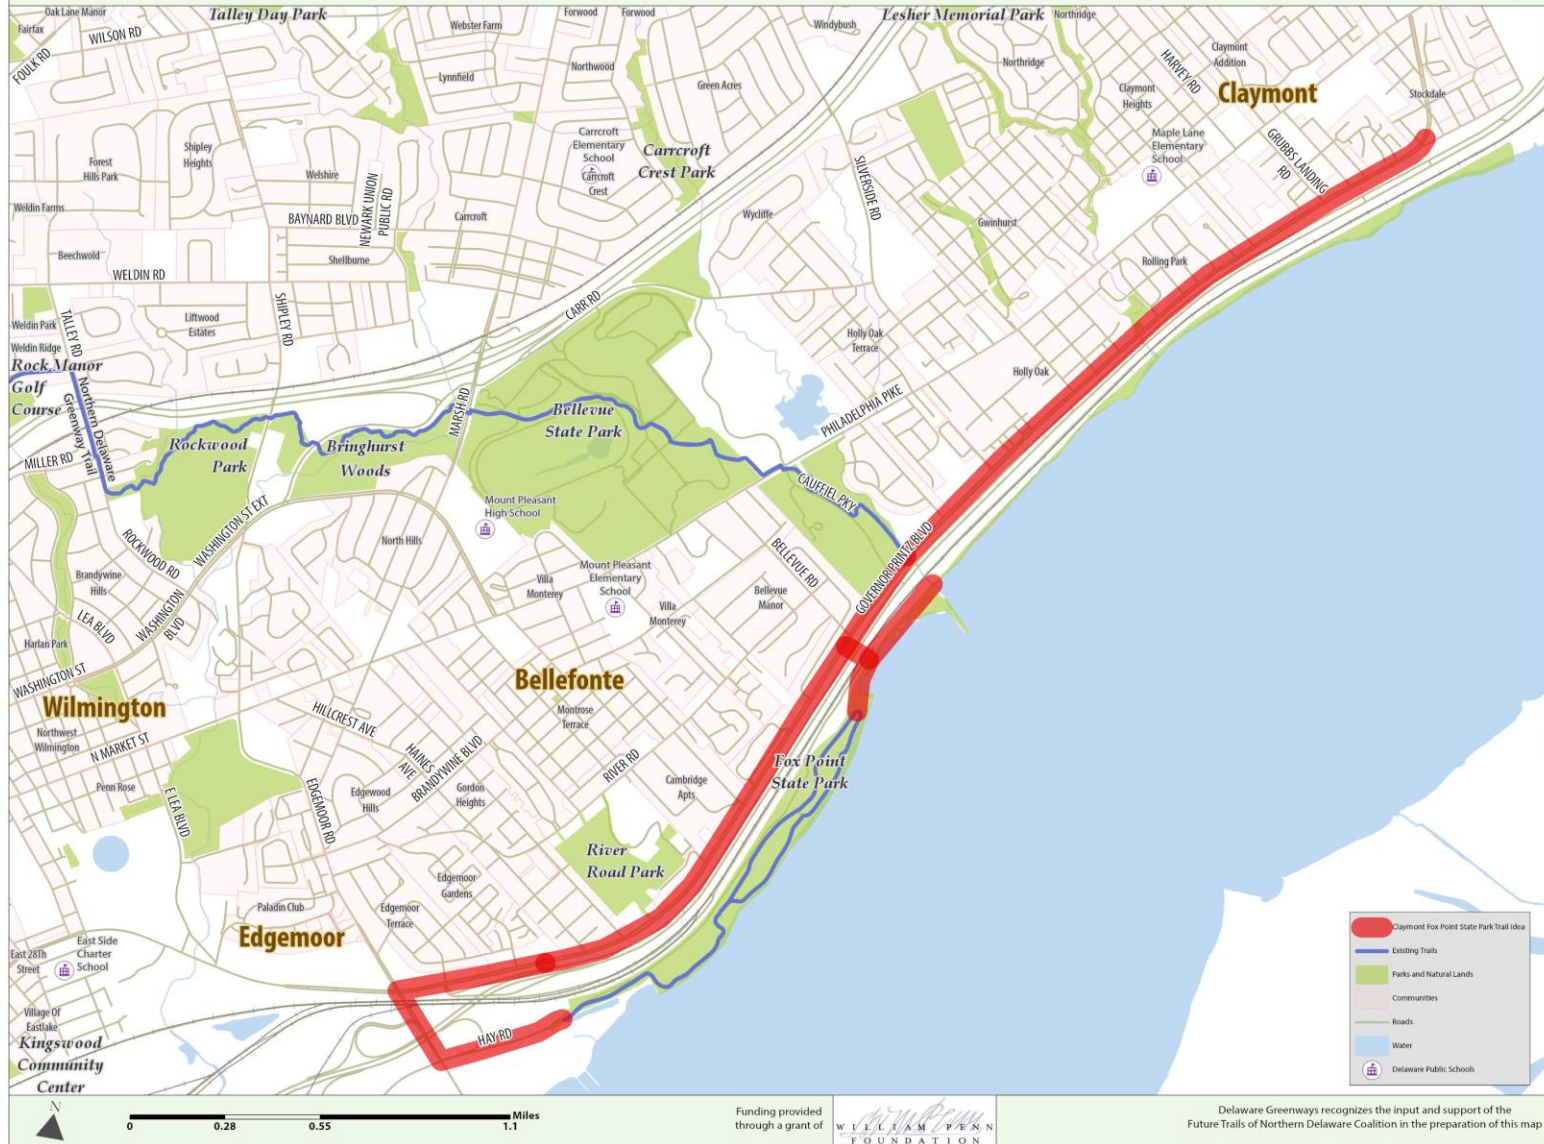 Oak Lane Manor
Talley Day Park
Forwood
Forwood
Lesher Memorial Park
Northridge
Fairfax
WILSON RD
Webster Farm
Windybush
FOULK RD
Lynnfield
Northwood
Green Acres
Northridge
HARVEY RD
Claymont
Addition
Claymont
Claymont
Heights
Stockdale
Forest
Hills Park
Shipley
Heights
Carrcroft
Elementary
School
Carrcroft
Crest
Carrcroft
Crest Park
Maple Lane
Elementary
School
GRUBBS LANDING
RD
SILVERSIDE RD
Welshire
NEWARK UNION
PUBLIC RD
BAYNARD BLVD
Weldin Farms
Carrcroft
Wycliffe
Gwinhurst
Beechwold
Shellburne
WELDIN RD
Rolling Park
SHIPLEY RD
CARR RD
TALLEY RD
Weldin Park
Liftwood
Estates
Weldin Ridge
Holly Oak
Terrace
Holly Oak
Rock Manor
Golf
Course
Northern Delaware
Greenway Trail
MARSH RD
Bellevue
State Park
PHILADELPHIA PIKE
Rockwood
Park
Bringhurst
Woods
MILLER RD
CAUFFIEL PKY
Mount Pleasant
High School
WASHINGTON ST EXT
ROCKWOOD RD
North Hills
GOVERNOR PRINTZ BLVD
BELLEVUE RD
Brandywine
Hills
Villa
Monterey
Mount Pleasant
Elementary
School
Villa
Monterey
Bellevue
Manor
LEA BLVD
WASHINGTON
BLVD
Harlan Park
WASHINGTON ST
Bellefonte
Wilmington
Northwest
Wilmington
N MARKET ST
HILLCREST AVE
HAINES
AVE
BRANDYWINE BLVD
Montrose
Terrace
RIVER RD
Fox Point
State Park
Penn Rose
E LEA BLVD
EDGEMOOR RD
Edgewood
Hills
Gordon
Heights
Cambridge
Apts
River
Road Park
Edgemoor
Gardens
Paladin Club
Edgemoor
Terrace
Edgemoor
East 28Th
Street
East Side
Charter
School
Village Of
Eastlake
HAY RD
Kingswood
Community
Center
Claymont Fox Point State Park Trail idea
Existing Trails
Parks and Natural Lands
Communities
Roads
Water
Delaware Public Schools
N
Miles
0 0.28 0.55 1.1
Funding provided
through a grant of
WILLIAM PENN
FOUNDATION
Delaware Greenways recognizes the input and support of the
Future Trails of Northern Delaware Coalition in the preparation of this map